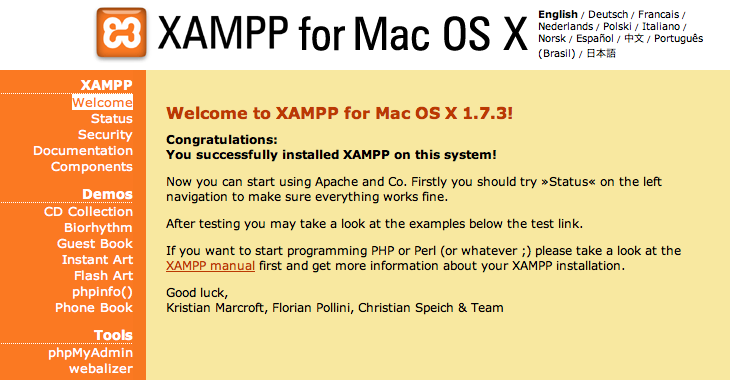 XAMPP for Mac OS X
English / Deutsch / Francais /
Nederlands / Polski / Italiano /
Norsk / Español / 中文 / Português
(Brasil) / 日本語
XAMPP
Welcome
Status
Security
Documentation
Components
Demos
CD Collection
Biorhythm
Guest Book
Instant Art
Flash Art
phpinfo()
Phone Book
Tools
phpMyAdmin
webalizer
Welcome to XAMPP for Mac OS X 1.7.3!
Congratulations:
You successfully installed XAMPP on this system!
Now you can start using Apache and Co. Firstly you should try »Status« on the left
navigation to make sure everything works fine.
After testing you may take a look at the examples below the test link.
If you want to start programming PHP or Perl (or whatever ;) please take a look at the
XAMPP manual first and get more information about your XAMPP installation.
Good luck,
Kristian Marcroft, Florian Pollini, Christian Speich & Team